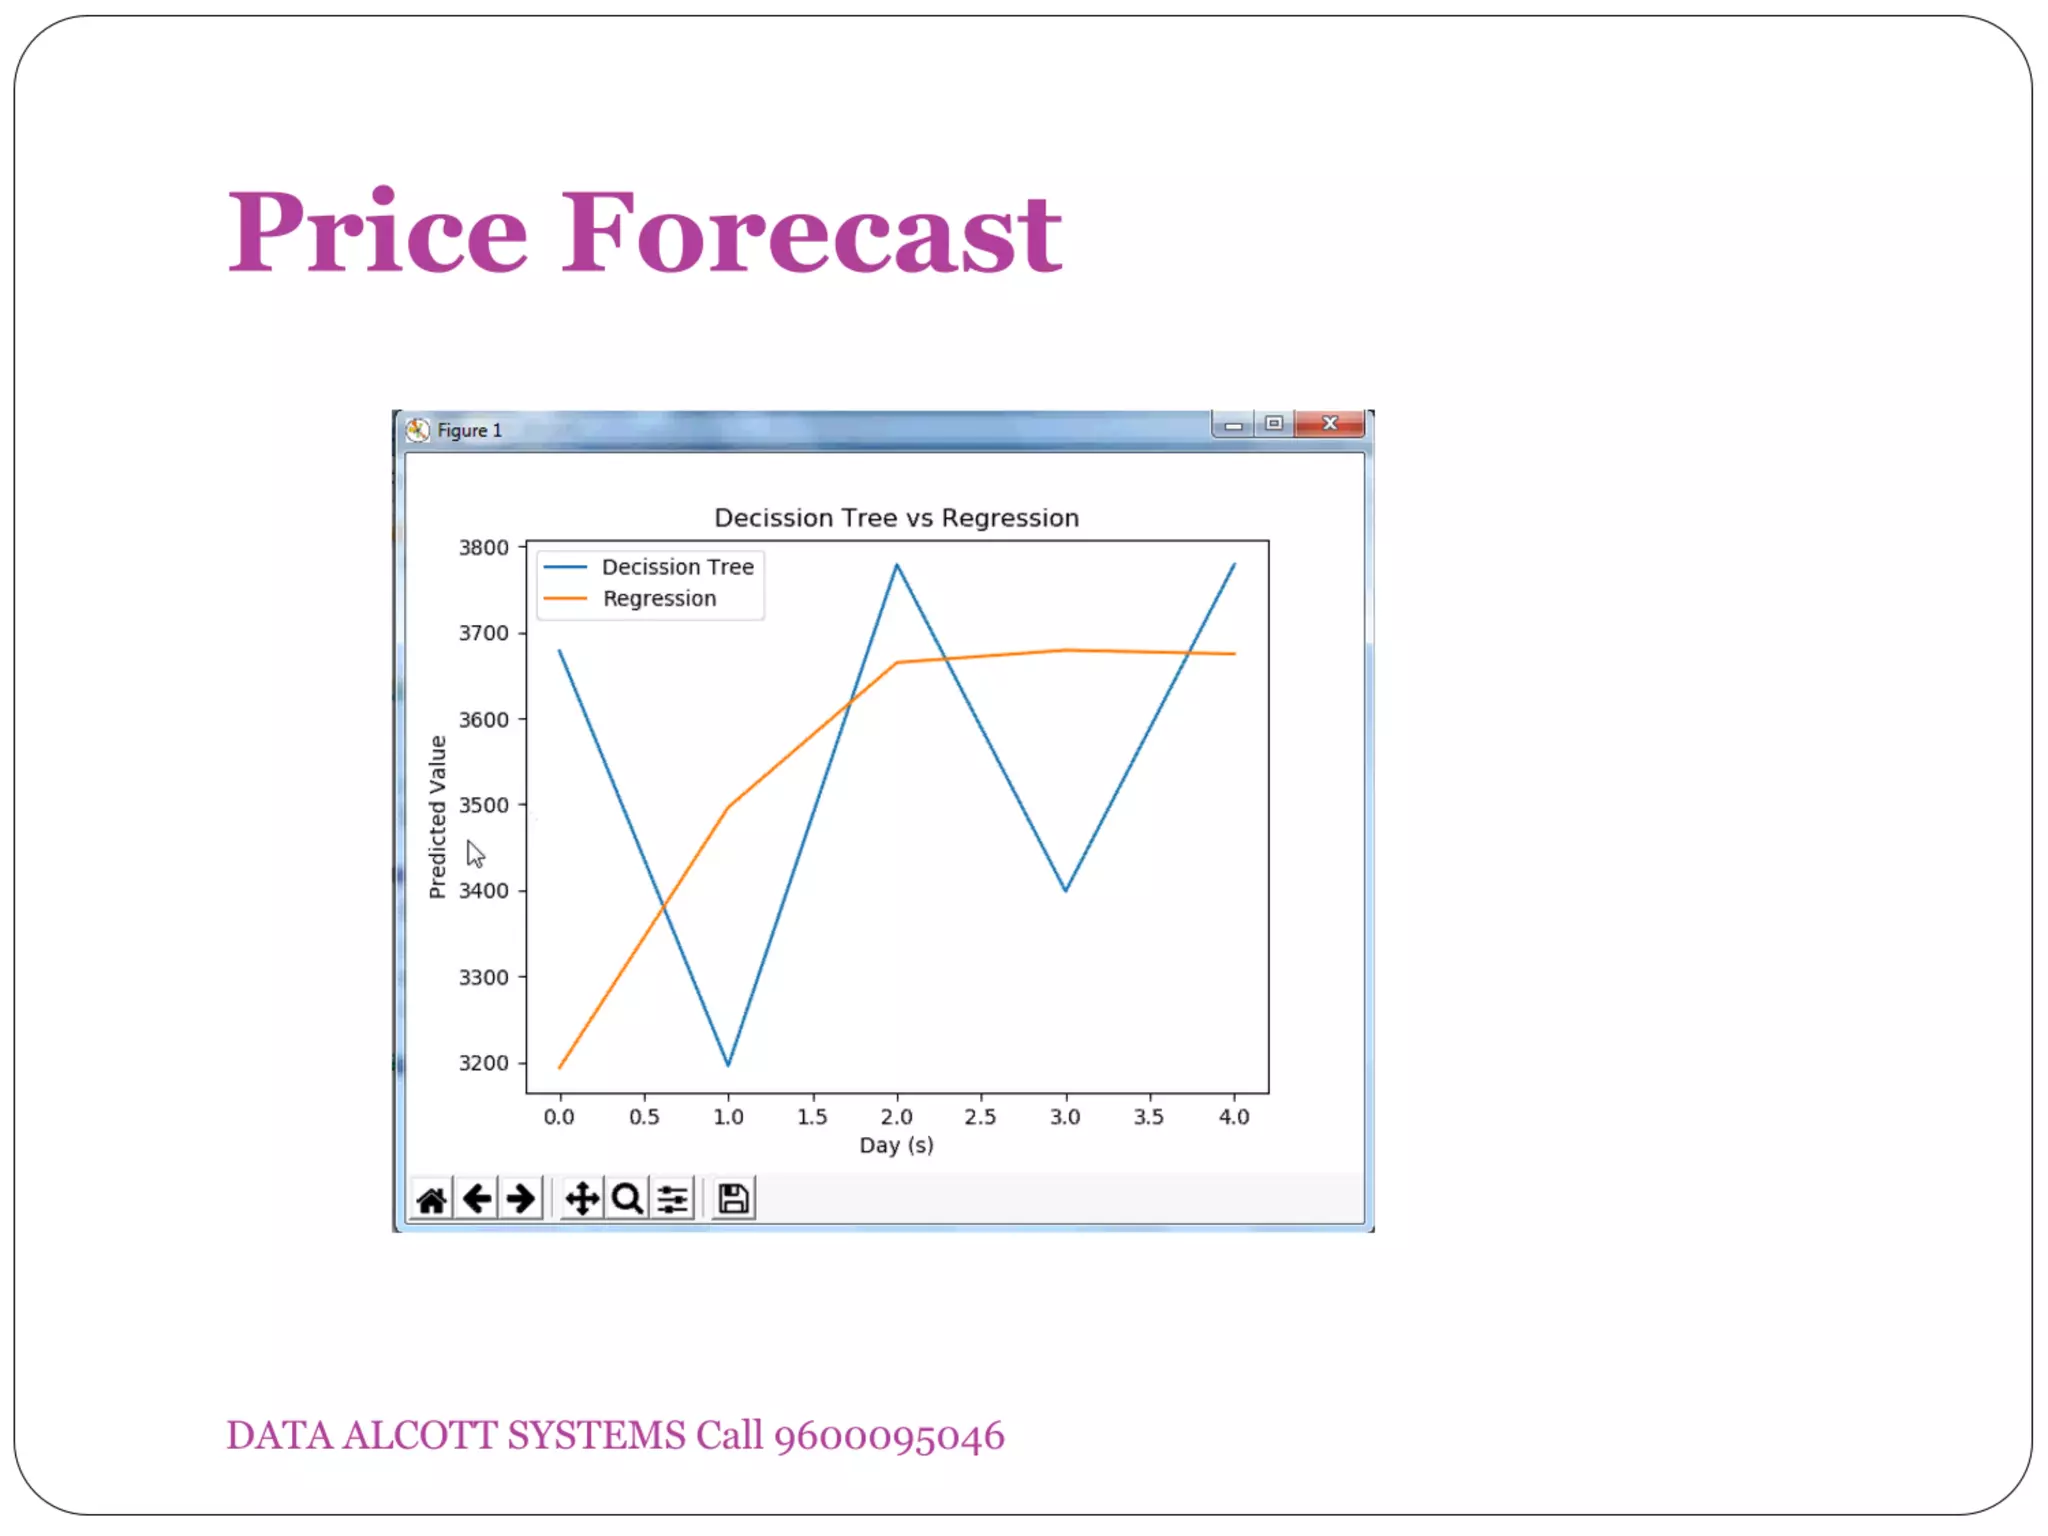 Price Forecast
Figure 1
Decission Tree vs Regression
Decission Tree
Regression
3800
3700
3600
3500
3400
3300
3200
Predicted Value
0.0 0.5 1.0 1.5 2.0 2.5 3.0 3.5 4.0
Day (s)
DATA ALCOTT SYSTEMS Call 9600095046